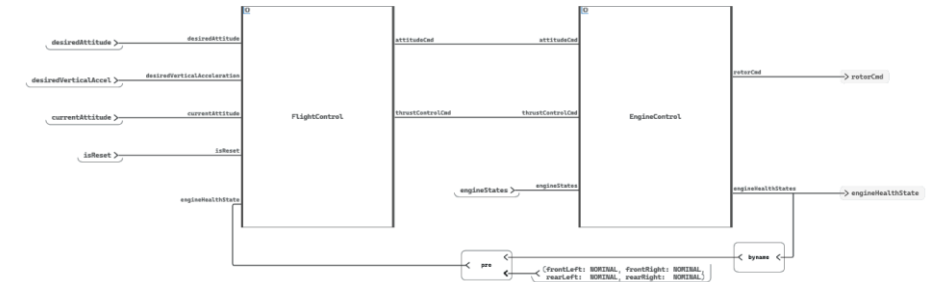 desiredAttitude
desiredAttitude
attitudeCmd
attitudeCmd
desiredVerticalAccel
desiredVerticalAcceleration
rotorCmd
rotorCmd
currentAttitude
currentAttitude
FlightControl
thrustControlCmd
thrustControlCmd
EngineControl
isReset
isReset
engineStates
engineStates
engineHealthStates
engineHealthState
engineHealthState
pre
byname
(frontLeft: NOMINAL, frontRight: NOMINAL,
rearLeft: NOMINAL, rearRight: NOMINAL)